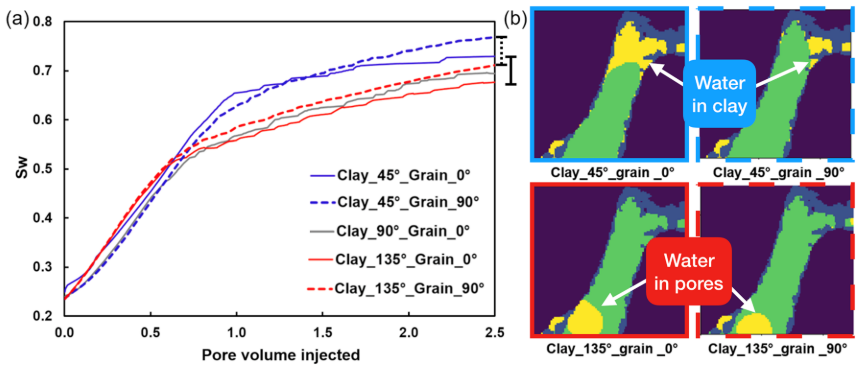 (a)
Sw
0.8
0.7
0.6
0.5
0.4
0.3
0.2
0.0
0.5
1.0
1.5
2.0
2.5
Pore volume injected
Clay_45°_Grain_0°
Clay_45°_Grain_90°
Clay_90°_Grain_0°
Clay_135°_Grain_0°
Clay_135°_Grain_90°
(b)
Water
in clay
Clay_45°_grain _0°
Clay_45°_grain _90°
Water
in pores
Clay_135°_grain _0°
Clay_135°_grain _90°